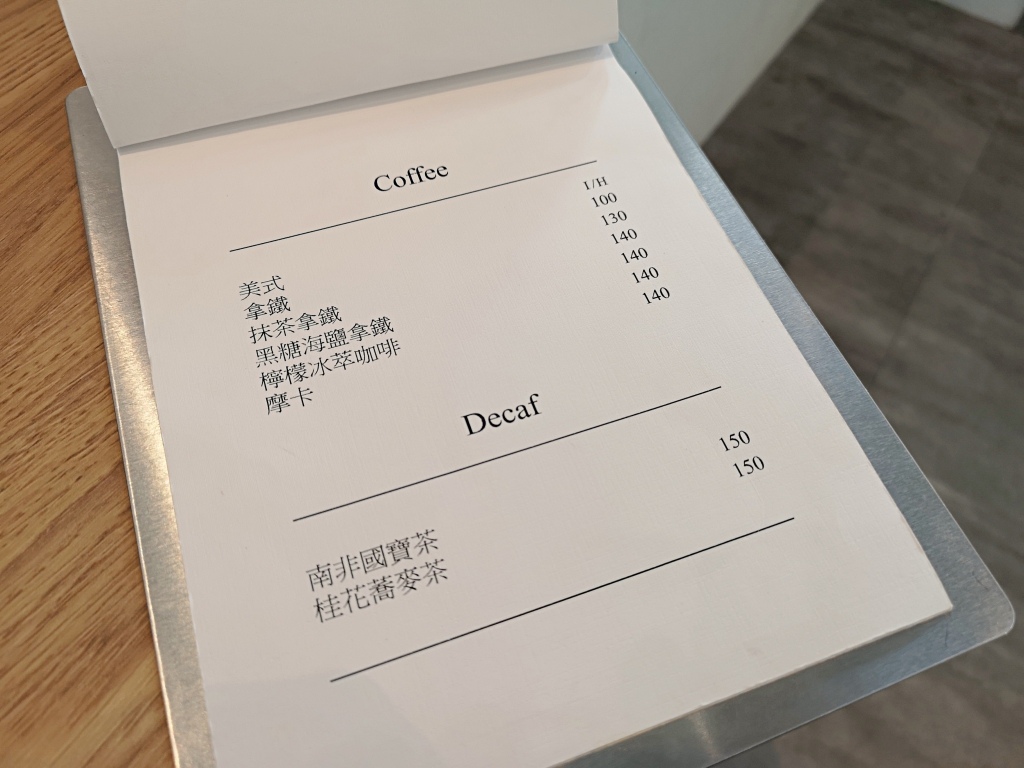 Coffee
I/H
美式 100
拿鐵 130
抹茶拿鐵 140
黑糖海鹽拿鐵 140
檸檬冰萃咖啡 140
摩卡 140
Decaf
南非國寶茶 150
桂花蕎麥茶 150